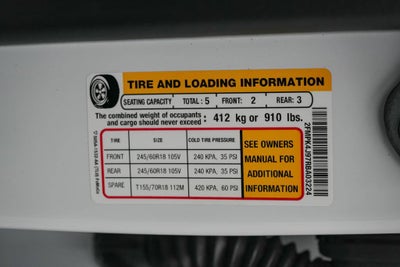 TIRE AND LOADING INFORMATION
SEATING CAPACITY TOTAL : 5 FRONT: 2 REAR: 3
The combined weight of occupants
and cargo should never exceed : 412 kg or 910 lbs.
TIRE SIZE COLD TIRE PRESSURE
FRONT 245/60R18 105V 240 KPA, 35 PSI
REAR 245/60R18 105V 240 KPA, 35 PSI
SPARE T155/70R18 112M 420 KPA, 60 PSI
SEE OWNERS
MANUAL FOR
ADDITIONAL
INFORMATION